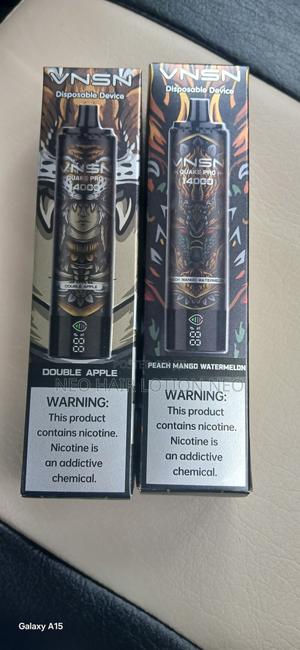 VNSN
Disposable Device
VNSN
QUAKE PRO
14000
DOUBLE APPLE
DOUBLE APPLE
WARNING:
This product
contains nicotine.
Nicotine is
an addictive
chemical.
VNSN
Disposable Device
VNSN
QUAKE PRO
14000
PEACH MANGO WATERMELON
PEACH MANGO WATERMELON
WARNING:
This product
contains nicotine.
Nicotine is
an addictive
chemical.
NEO HAIR LOTION NEO
Galaxy A15